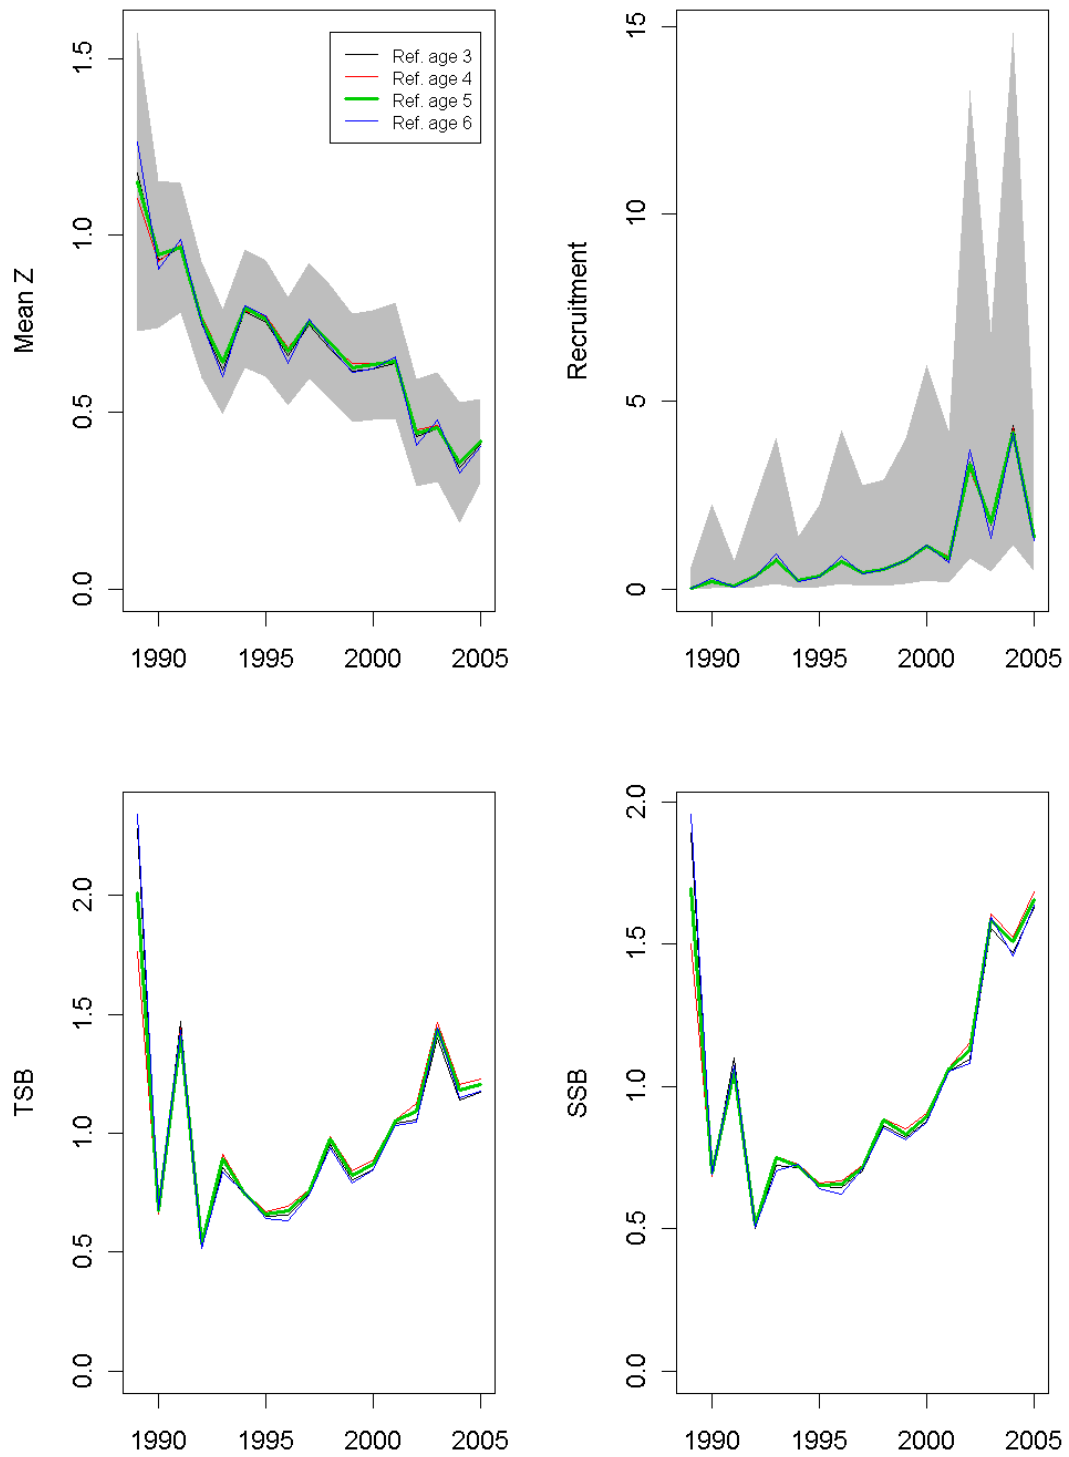 Mean Z
0.0 0.5 1.0 1.5
Ref. age 3
Ref. age 4
Ref. age 5
Ref. age 6
1990 1995 2000 2005
Recruitment
0 5 10 15
1990 1995 2000 2005
TSB
0.0 0.5 1.0 1.5 2.0
1990 1995 2000 2005
SSB
0.0 0.5 1.0 1.5 2.0
1990 1995 2000 2005